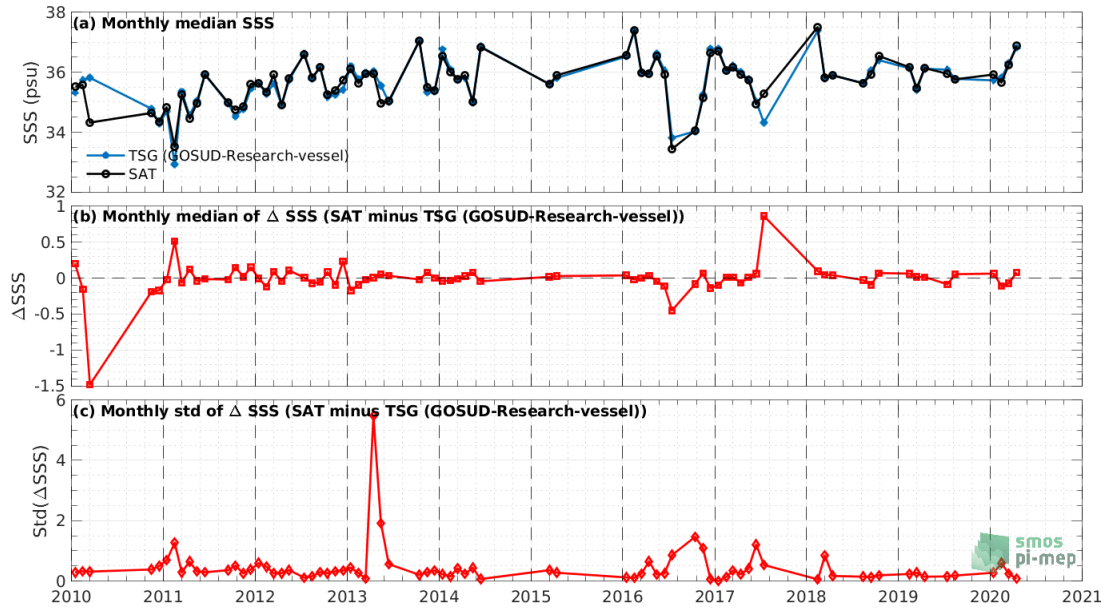 (a) Monthly median SSS
38
36
34
32
SSS (psu)
TSG (GOSUD-Research-vessel)
SAT
(b) Monthly median of Δ SSS (SAT minus TSG (GOSUD-Research-vessel))
1
0.5
0
-0.5
-1
-1.5
ΔSSS
(c) Monthly std of Δ SSS (SAT minus TSG (GOSUD-Research-vessel))
6
4
2
0
Std(ΔSSS)
smos
pi-mep
2010 2011 2012 2013 2014 2015 2016 2017 2018 2019 2020 2021